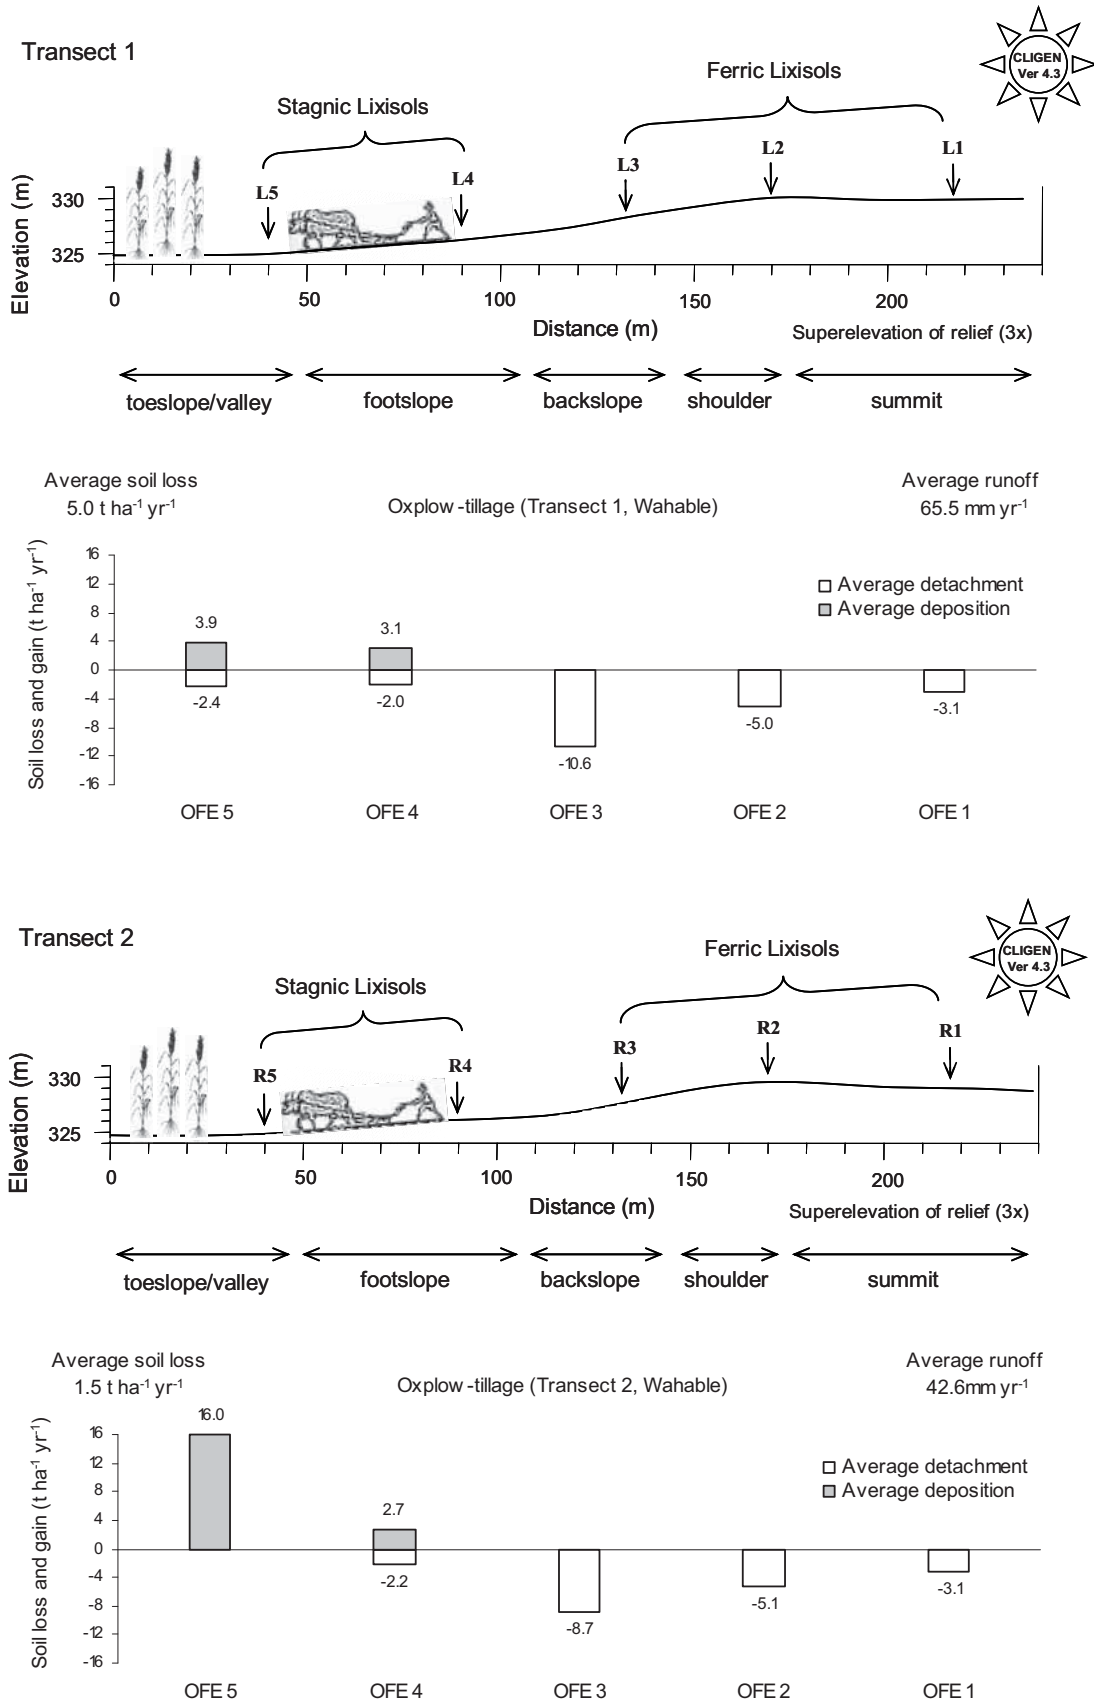 Transect 1
CLIGEN
Ver 4.3
Ferric Lixisols
Stagnic Lixisols
L5
L4
L3
L2
L1
Elevation (m)
330
325
0
50
100
150
200
Distance (m)
Superelevation of relief (3x)
toeslope/valley
footslope
backslope
shoulder
summit
Average soil loss
5.0 t ha⁻¹ yr⁻¹
Oxplow-tillage (Transect 1, Wahable)
Average runoff
65.5 mm yr⁻¹
Soil loss and gain (t ha⁻¹ yr⁻¹)
16
12
8
4
0
-4
-8
-12
-16
Average detachment
Average deposition
3.9
-2.4
3.1
-2.0
-10.6
-5.0
-3.1
OFE 5
OFE 4
OFE 3
OFE 2
OFE 1
Transect 2
CLIGEN
Ver 4.3
Ferric Lixisols
Stagnic Lixisols
R5
R4
R3
R2
R1
Elevation (m)
330
325
0
50
100
150
200
Distance (m)
Superelevation of relief (3x)
toeslope/valley
footslope
backslope
shoulder
summit
Average soil loss
1.5 t ha⁻¹ yr⁻¹
Oxplow-tillage (Transect 2, Wahable)
Average runoff
42.6mm yr⁻¹
Soil loss and gain (t ha⁻¹ yr⁻¹)
16
12
8
4
0
-4
-8
-12
-16
Average detachment
Average deposition
16.0
2.7
-2.2
-8.7
-5.1
-3.1
OFE 5
OFE 4
OFE 3
OFE 2
OFE 1